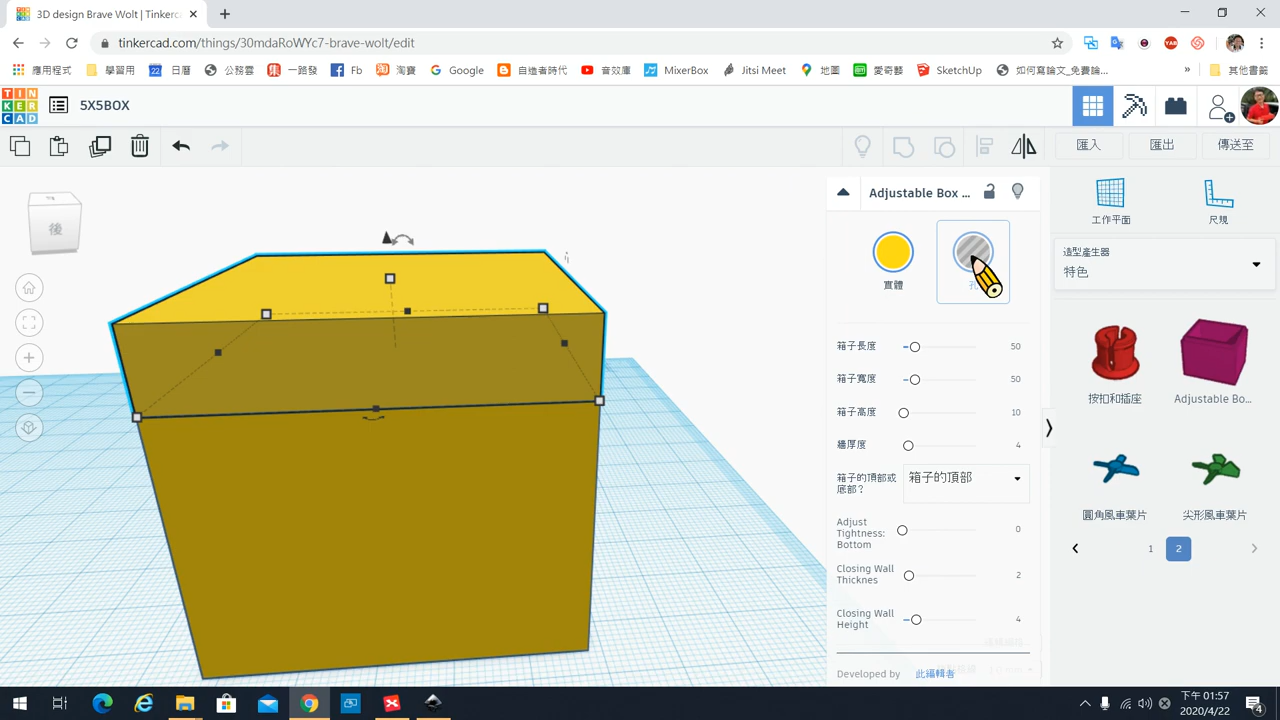 3D design Brave Wolt | Tinkerc
tinkercad.com/things/30mdaRoWYc7-brave-wolt/edit
應用程式 學習用 22 日曆 公務雲 集 一路發 Fb 淘寶 Google 自造者時代 音效庫 MixerBox Jitsi Meet 地圖 愛奇藝 SketchUp 如何寫論文_免費論... » 其他書籤
TIN
KER
CAD
5X5BOX
匯入 匯出 傳送至
後
Adjustable Box ...
實體
孔
箱子長度 50
箱子寬度 50
箱子高度 10
牆厚度 4
箱子的頂部或
底部？
箱子的頂部
Adjust
Tightness:
Bottom
0
Closing Wall
Thicknes
2
Closing Wall
Height
4
Developed by 此編輯者
工作平面 尺規
造型產生器
特色
按扣和插座 Adjustable Bo...
圓角風車葉片 尖形風車葉片
1 2
下午 01:57
2020/4/22
4